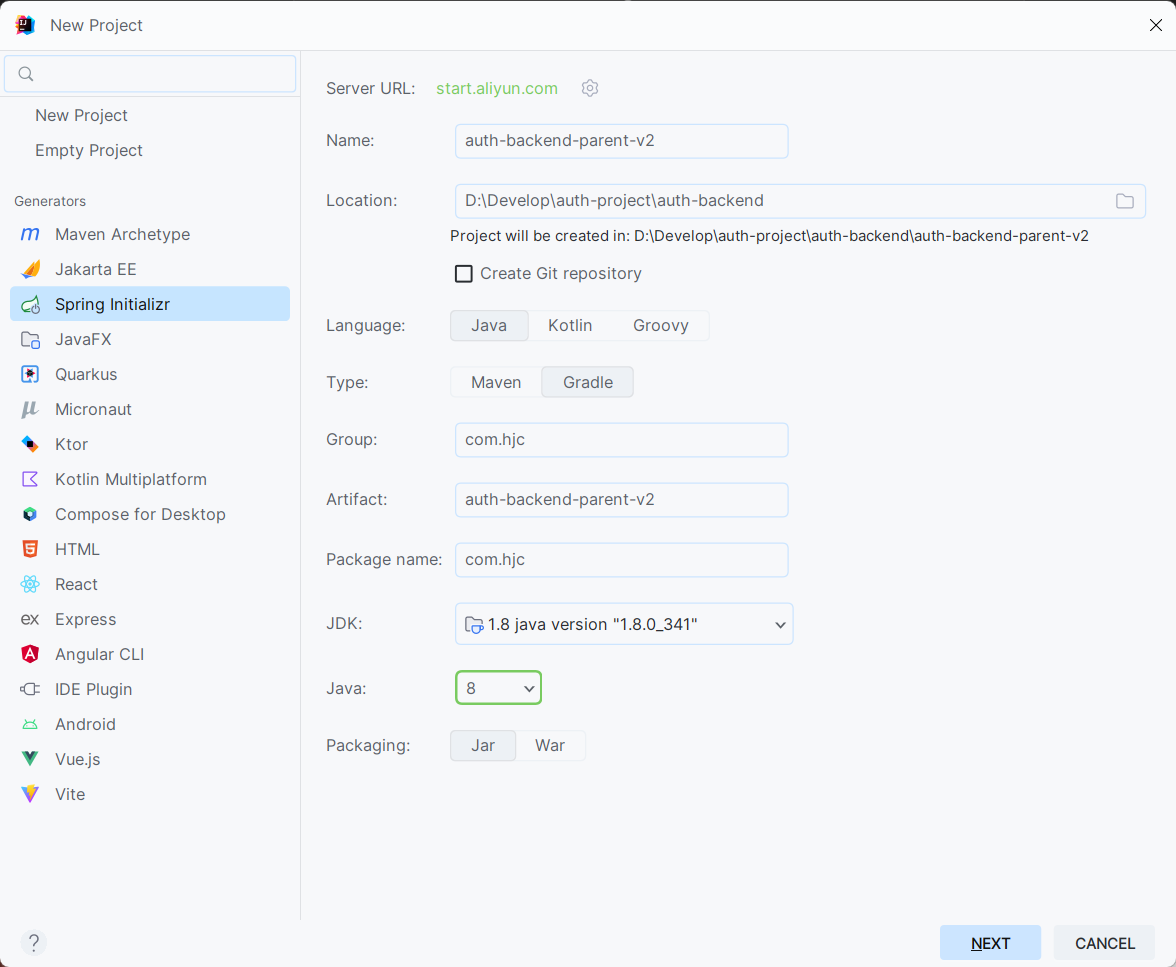 New Project
New Project
Empty Project
Generators
Maven Archetype
Jakarta EE
Spring Initializr
JavaFX
Quarkus
Micronaut
Ktor
Kotlin Multiplatform
Compose for Desktop
HTML
React
Express
Angular CLI
IDE Plugin
Android
Vue.js
Vite
Server URL: start.aliyun.com
Name: auth-backend-parent-v2
Location: D:\Develop\auth-project\auth-backend
Project will be created in: D:\Develop\auth-project\auth-backend\auth-backend-parent-v2
Create Git repository
Language: Java Kotlin Groovy
Type: Maven Gradle
Group: com.hjc
Artifact: auth-backend-parent-v2
Package name: com.hjc
JDK: 1.8 java version "1.8.0_341"
Java: 8
Packaging: Jar War
? NEXT CANCEL